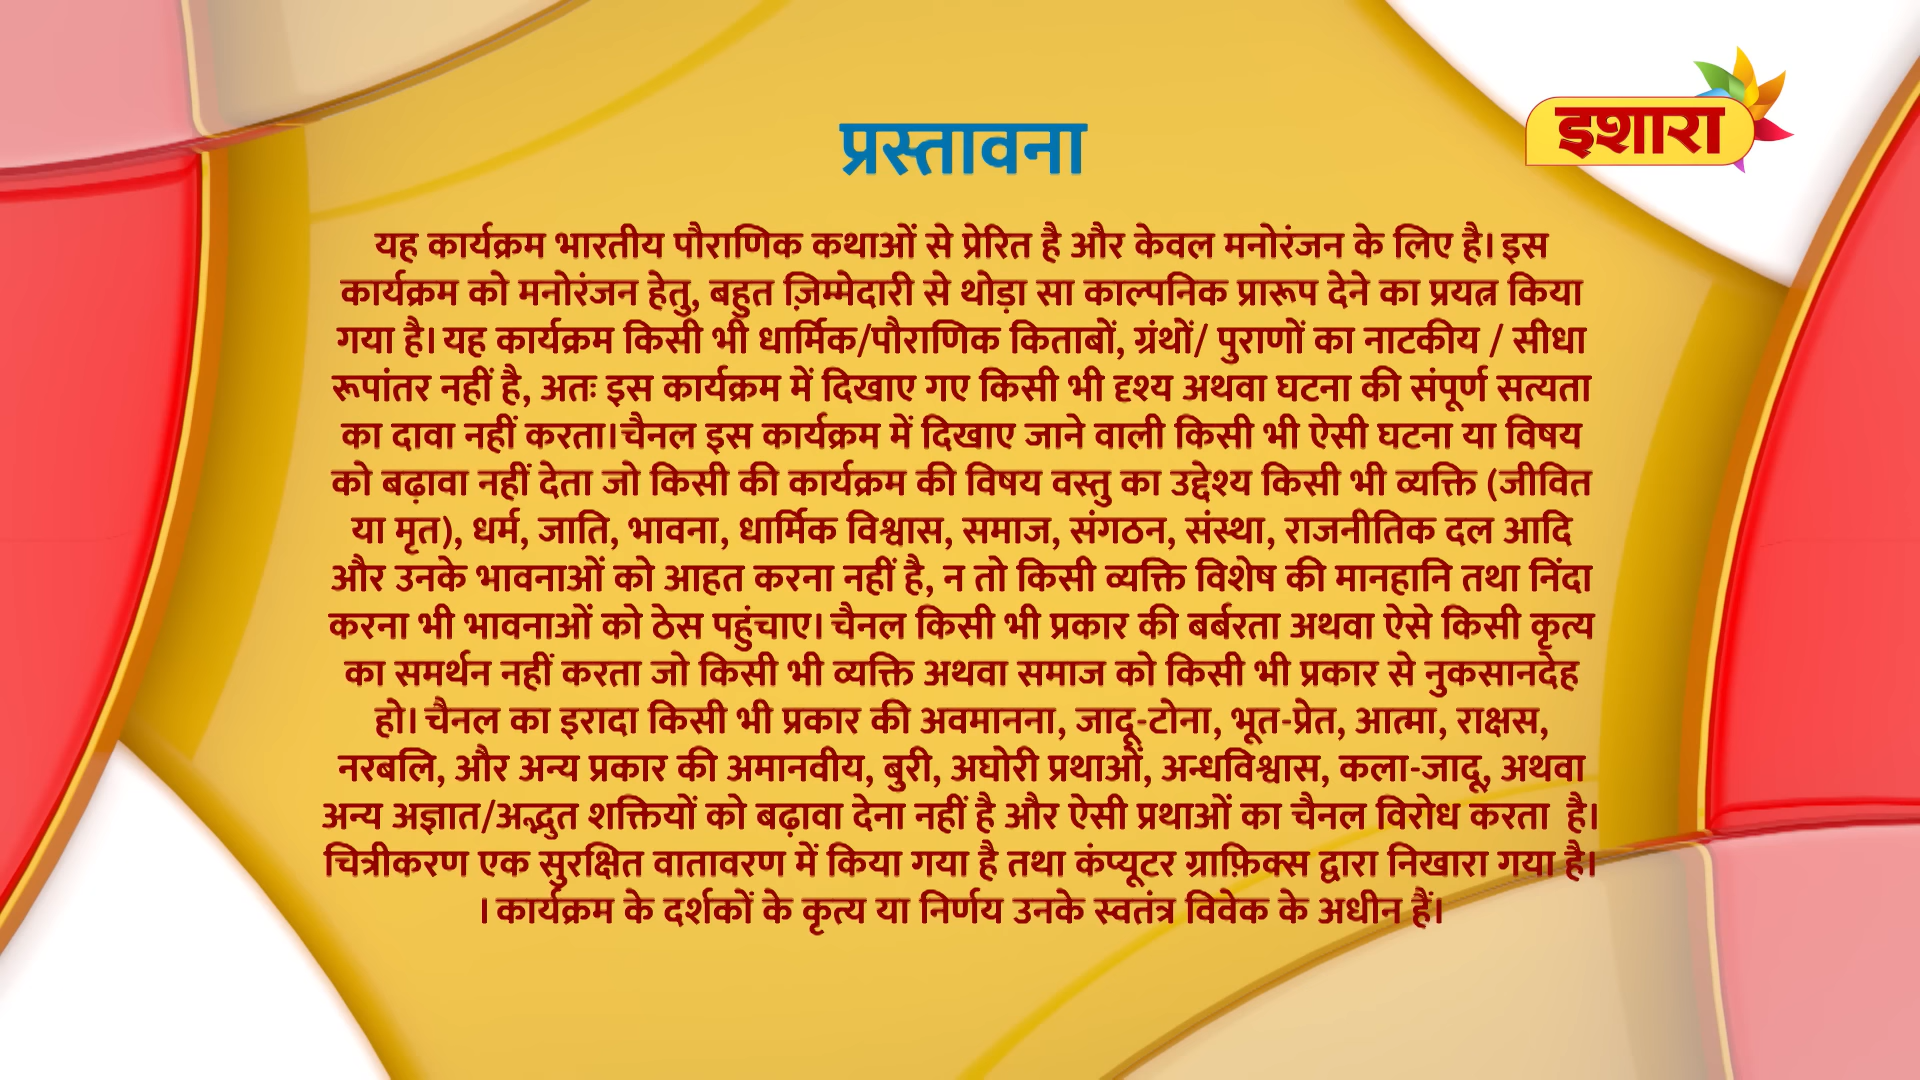 इशारा
प्रस्तावना
यह कार्यक्रम भारतीय पौराणिक कथाओं से प्रेरित है और केवल मनोरंजन के लिए है। इस
कार्यक्रम को मनोरंजन हेतु, बहुत ज़िम्मेदारी से थोड़ा सा काल्पनिक प्रारूप देने का प्रयत्न किया
गया है। यह कार्यक्रम किसी भी धार्मिक/पौराणिक किताबों, ग्रंथों/ पुराणों का नाटकीय / सीधा
रूपांतर नहीं है, अतः इस कार्यक्रम में दिखाए गए किसी भी दृश्य अथवा घटना की संपूर्ण सत्यता
का दावा नहीं करता।चैनल इस कार्यक्रम में दिखाए जाने वाली किसी भी ऐसी घटना या विषय
को बढ़ावा नहीं देता जो किसी की कार्यक्रम की विषय वस्तु का उद्देश्य किसी भी व्यक्ति (जीवित
या मृत), धर्म, जाति, भावना, धार्मिक विश्वास, समाज, संगठन, संस्था, राजनीतिक दल आदि
और उनके भावनाओं को आहत करना नहीं है, न तो किसी व्यक्ति विशेष की मानहानि तथा निंदा
करना भी भावनाओं को ठेस पहुंचाए। चैनल किसी भी प्रकार की बर्बरता अथवा ऐसे किसी कृत्य
का समर्थन नहीं करता जो किसी भी व्यक्ति अथवा समाज को किसी भी प्रकार से नुकसानदेह
हो। चैनल का इरादा किसी भी प्रकार की अवमानना, जादू-टोना, भूत-प्रेत, आत्मा, राक्षस,
नरबलि, और अन्य प्रकार की अमानवीय, बुरी, अघोरी प्रथाओं, अन्धविश्वास, कला-जादू, अथवा
अन्य अज्ञात/अद्भुत शक्तियों को बढ़ावा देना नहीं है और ऐसी प्रथाओं का चैनल विरोध करता है।
चित्रीकरण एक सुरक्षित वातावरण में किया गया है तथा कंप्यूटर ग्राफ़िक्स द्वारा निखारा गया है।
। कार्यक्रम के दर्शकों के कृत्य या निर्णय उनके स्वतंत्र विवेक के अधीन हैं।